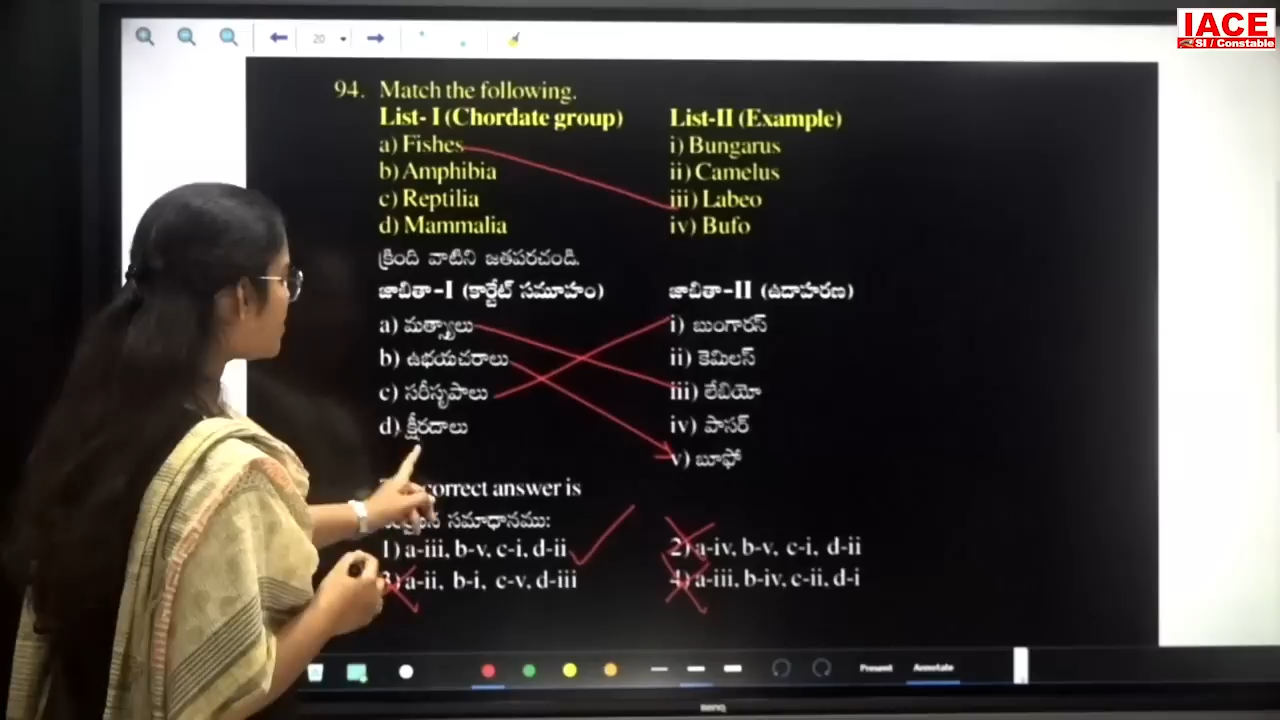 IACE
SI / Constable
20
94. Match the following.
List- I (Chordate group) List-II (Example)
a) Fishes i) Bungarus
b) Amphibia ii) Camelus
c) Reptilia iii) Labeo
d) Mammalia iv) Bufo
క్రింది వాటిని జతపరచండి.
జాబితా-I (కార్డేట్ సమూహం) జాబితా-II (ఉదాహరణ)
a) మత్స్యాలు i) బుంగారస్
b) ఉభయచరాలు ii) కెమిలస్
c) సరీసృపాలు iii) లేబియో
d) క్షీరదాలు iv) పాసర్
v) బూఫో
correct answer is
సమాధానము:
1) a-iii, b-v, c-i, d-ii 2) a-iv, b-v, c-i, d-ii
3) a-ii, b-i, c-v, d-iii 4) a-iii, b-iv, c-ii, d-i
Present Annotate
BenQ